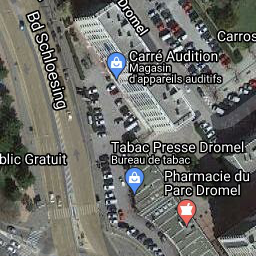 Dromel
Bd Schloesing
Carros
Carré Audition
Magasin
d'appareils auditifs
Tabac Presse Dromel
Bureau de tabac
blic Gratuit
Pharmacie du
Parc Dromel